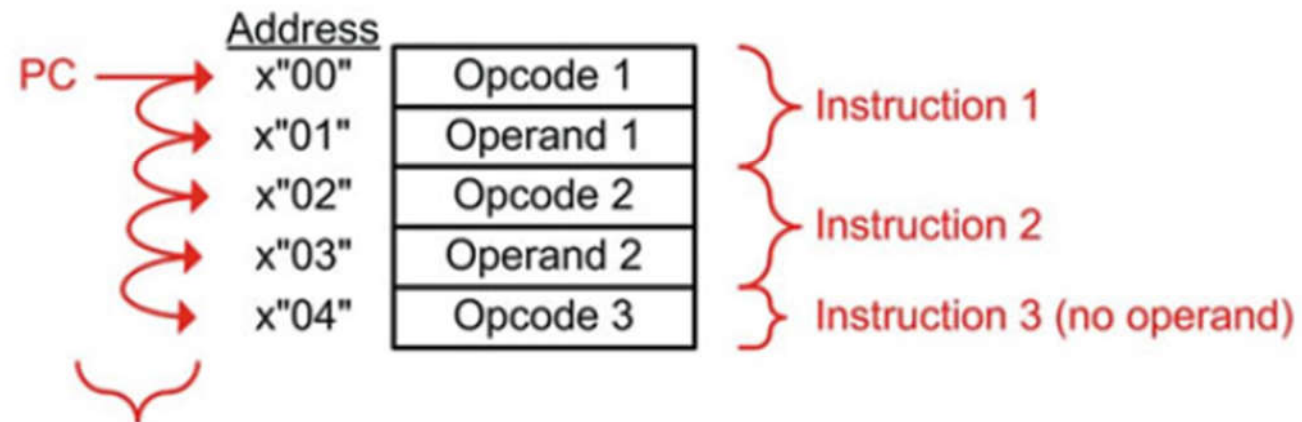 Address
PC x"00" Opcode 1
Instruction 1
x"01" Operand 1
x"02" Opcode 2
Instruction 2
x"03" Operand 2
x"04" Opcode 3 Instruction 3 (no operand)